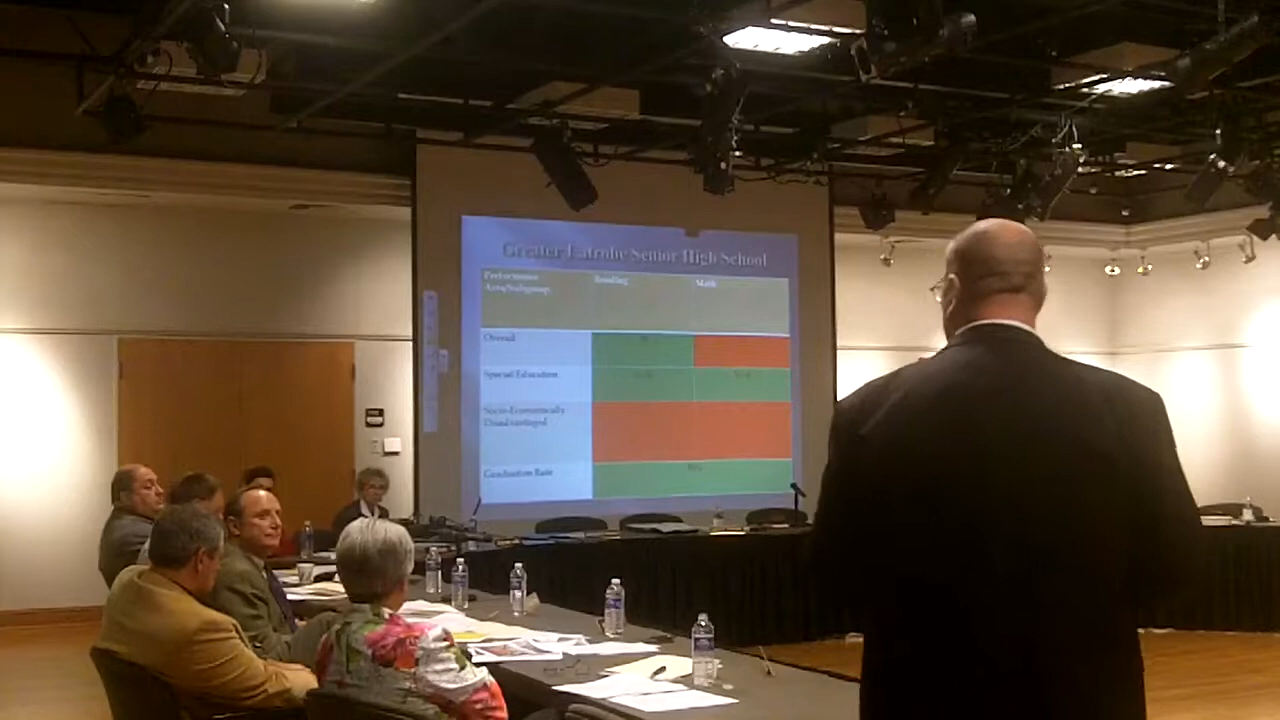 Greater Latrobe Senior High School
Performance Reading Math
Area/Subgroup
Overall
Special Education
Socio-Economically
Disadvantaged
Graduation Rate